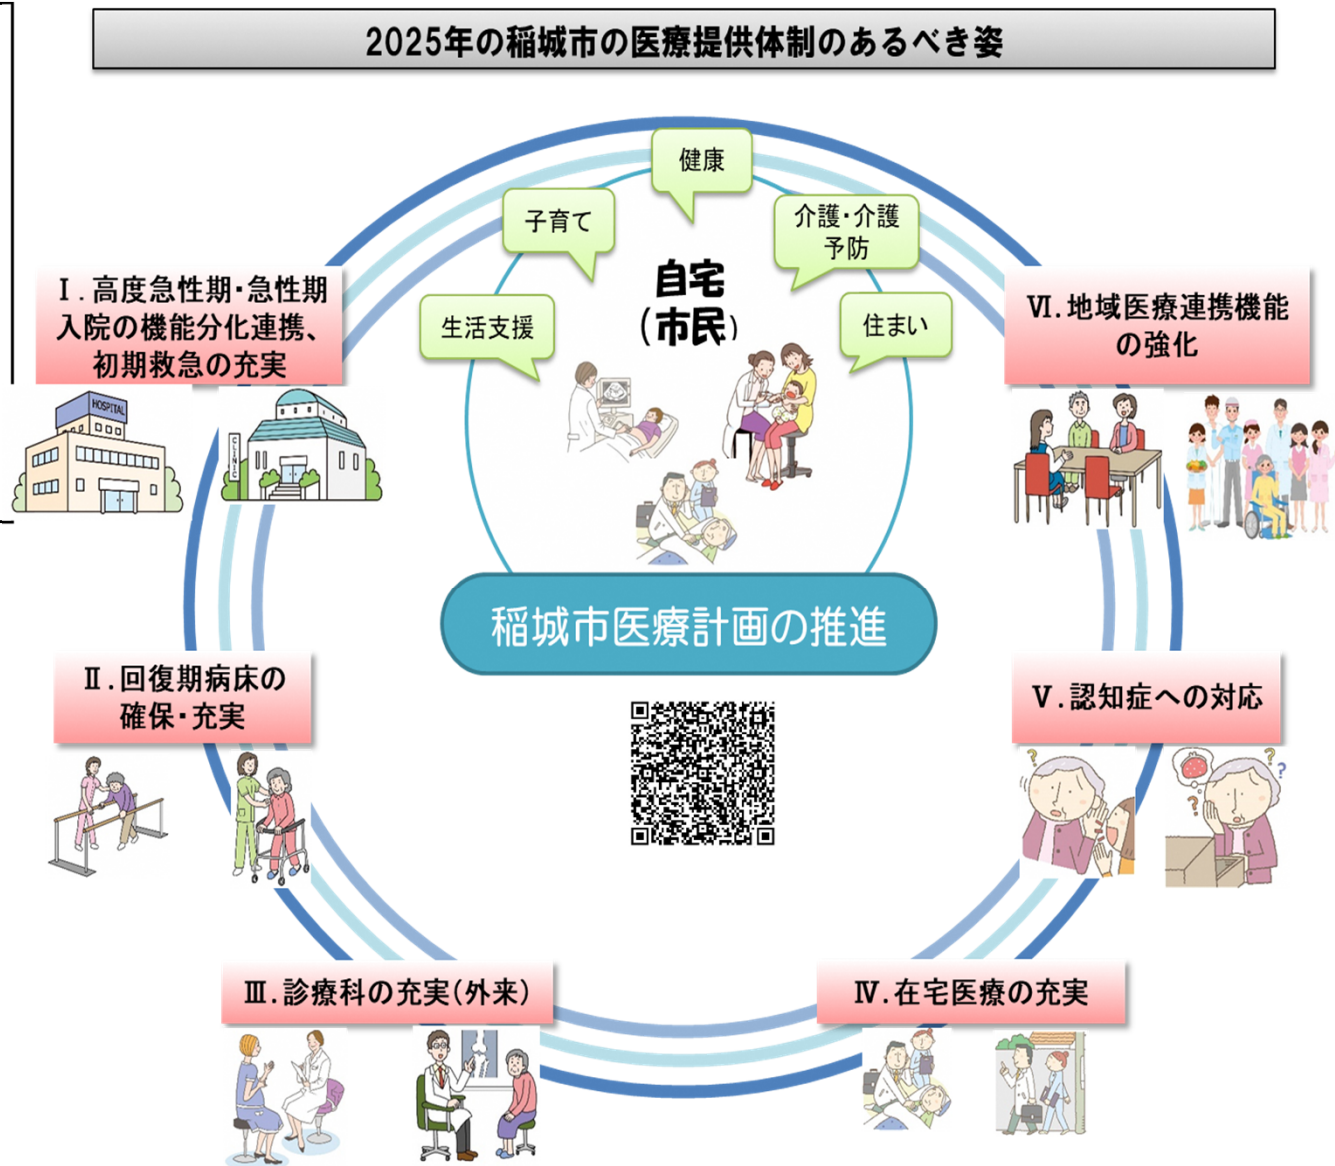 2025年の稲城市の医療提供体制のあるべき姿
健康
子育て
介護・介護
予防
生活支援
住まい
自宅
(市民)
Ⅰ.高度急性期・急性期
入院の機能分化連携、
初期救急の充実
HOSPITAL
CLINIC
Ⅵ.地域医療連携機能
の強化
稲城市医療計画の推進
Ⅱ.回復期病床の
確保・充実
Ⅴ.認知症への対応
?
?
?
?
Ⅲ.診療科の充実(外来)
Ⅳ.在宅医療の充実